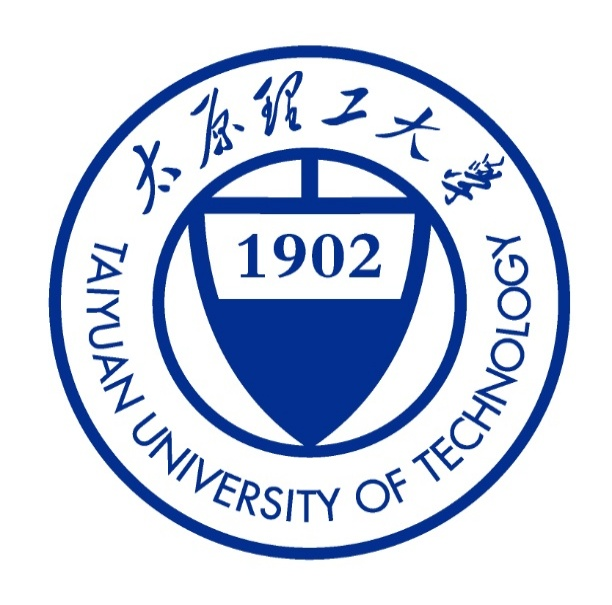 太原理工大学
1902
TAIYUAN UNIVERSITY OF TECHNOLOGY